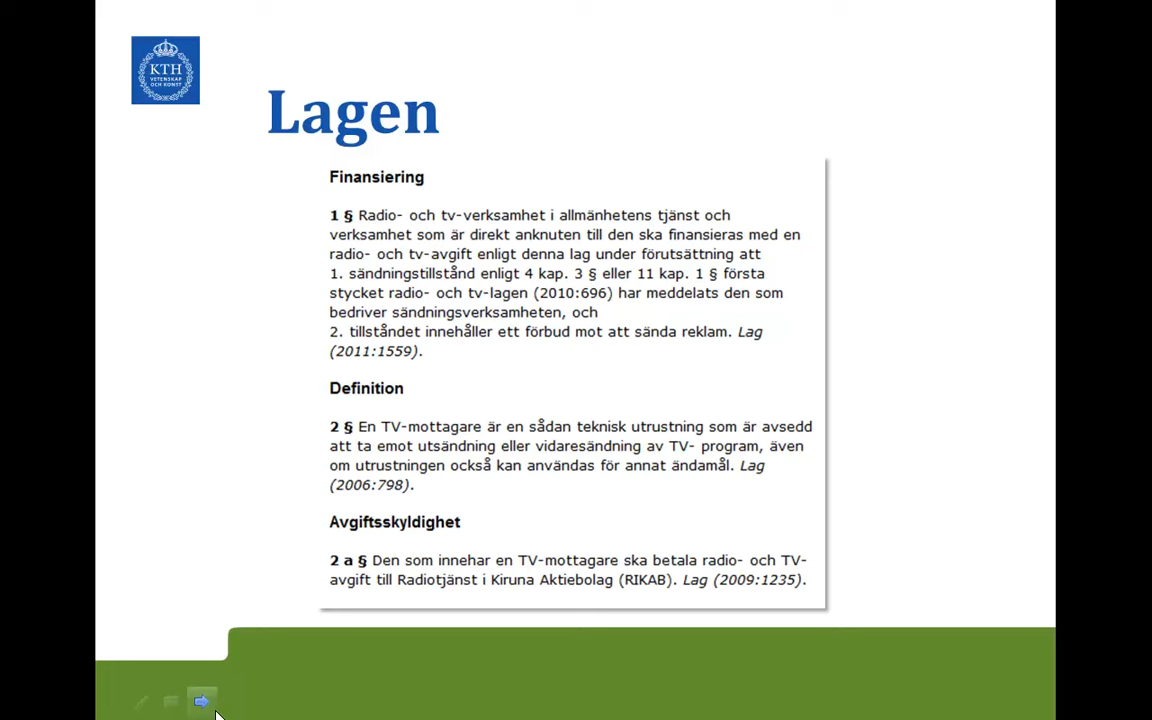 KTH
VETENSKAP
OCH KONST
Lagen
Finansiering
1 § Radio- och tv-verksamhet i allmänhetens tjänst och
verksamhet som är direkt anknuten till den ska finansieras med en
radio- och tv-avgift enligt denna lag under förutsättning att
1. sändningstillstånd enligt 4 kap. 3 § eller 11 kap. 1 § första
stycket radio- och tv-lagen (2010:696) har meddelats den som
bedriver sändningsverksamheten, och
2. tillståndet innehåller ett förbud mot att sända reklam. Lag
(2011:1559).
Definition
2 § En TV-mottagare är en sådan teknisk utrustning som är avsedd
att ta emot utsändning eller vidaresändning av TV- program, även
om utrustningen också kan användas för annat ändamål. Lag
(2006:798).
Avgiftsskyldighet
2 a § Den som innehar en TV-mottagare ska betala radio- och TV-
avgift till Radiotjänst i Kiruna Aktiebolag (RIKAB). Lag (2009:1235).